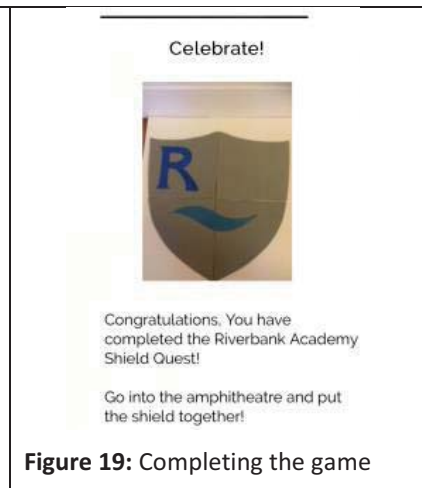 Celebrate!
R
Congratulations, You have
completed the Riverbank Academy
Shield Quest!
Go into the amphitheatre and put
the shield together!
Figure 19: Completing the game